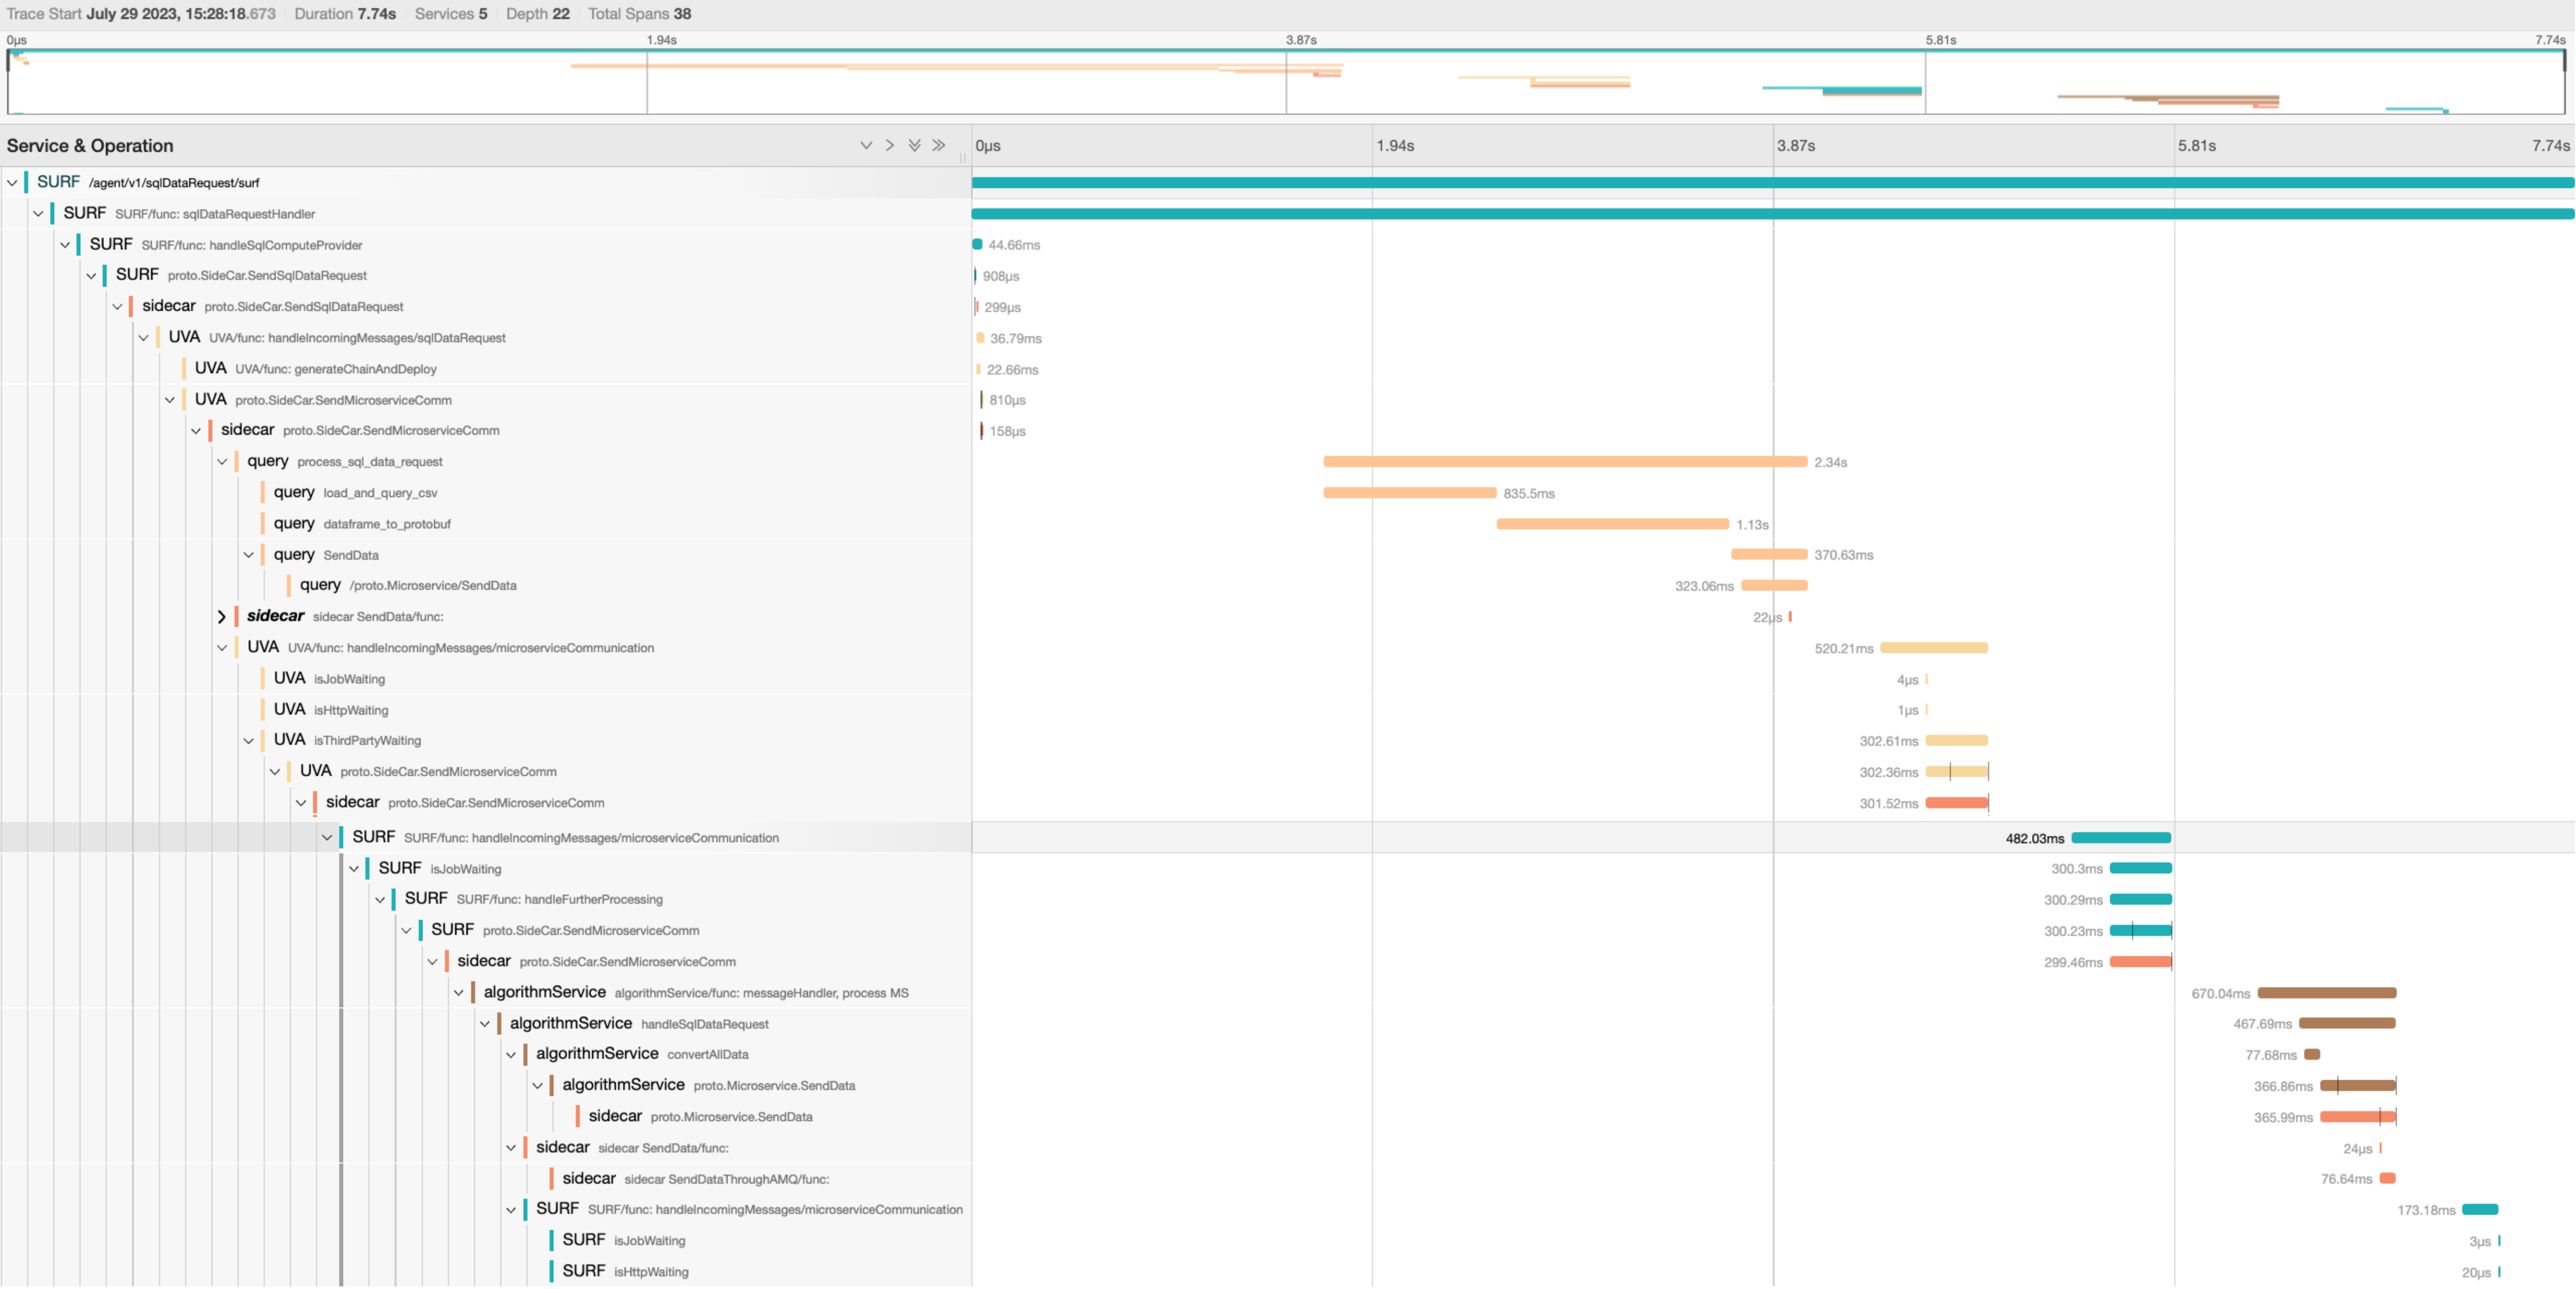 Trace Start July 29 2023, 15:28:18.673 Duration 7.74s Services 5 Depth 22 Total Spans 38
0µs 1.94s 3.87s 5.81s 7.74s
Service & Operation 0µs 1.94s 3.87s 5.81s 7.74s
SURF /agent/v1/sqlDataRequest/surf
SURF SURF/func: sqlDataRequestHandler
SURF SURF/func: handleSqlComputeProvider 44.66ms
SURF proto.SideCar.SendSqlDataRequest 908µs
sidecar proto.SideCar.SendSqlDataRequest 299µs
UVA UVA/func: handleIncomingMessages/sqlDataRequest 36.79ms
UVA UVA/func: generateChainAndDeploy 22.66ms
UVA proto.SideCar.SendMicroserviceComm 810µs
sidecar proto.SideCar.SendMicroserviceComm 158µs
query process_sql_data_request 2.34s
query load_and_query_csv 835.5ms
query dataframe_to_protobuf 1.13s
query SendData 370.63ms
query /proto.Microservice/SendData 323.06ms
sidecar sidecar SendData/func: 22µs
UVA UVA/func: handleIncomingMessages/microserviceCommunication 520.21ms
UVA isJobWaiting 4µs
UVA isHttpWaiting 1µs
UVA isThirdPartyWaiting 302.61ms
UVA proto.SideCar.SendMicroserviceComm 302.36ms
sidecar proto.SideCar.SendMicroserviceComm 301.52ms
SURF SURF/func: handleIncomingMessages/microserviceCommunication 482.03ms
SURF isJobWaiting 300.3ms
SURF SURF/func: handleFurtherProcessing 300.29ms
SURF proto.SideCar.SendMicroserviceComm 300.23ms
sidecar proto.SideCar.SendMicroserviceComm 299.46ms
algorithmService algorithmService/func: messageHandler, process MS 670.04ms
algorithmService handleSqlDataRequest 467.69ms
algorithmService convertAllData 77.68ms
algorithmService proto.Microservice.SendData 366.86ms
sidecar proto.Microservice.SendData 365.99ms
sidecar sidecar SendData/func: 24µs
sidecar sidecar SendDataThroughAMQ/func: 76.64ms
SURF SURF/func: handleIncomingMessages/microserviceCommunication 173.18ms
SURF isJobWaiting 3µs
SURF isHttpWaiting 20µs